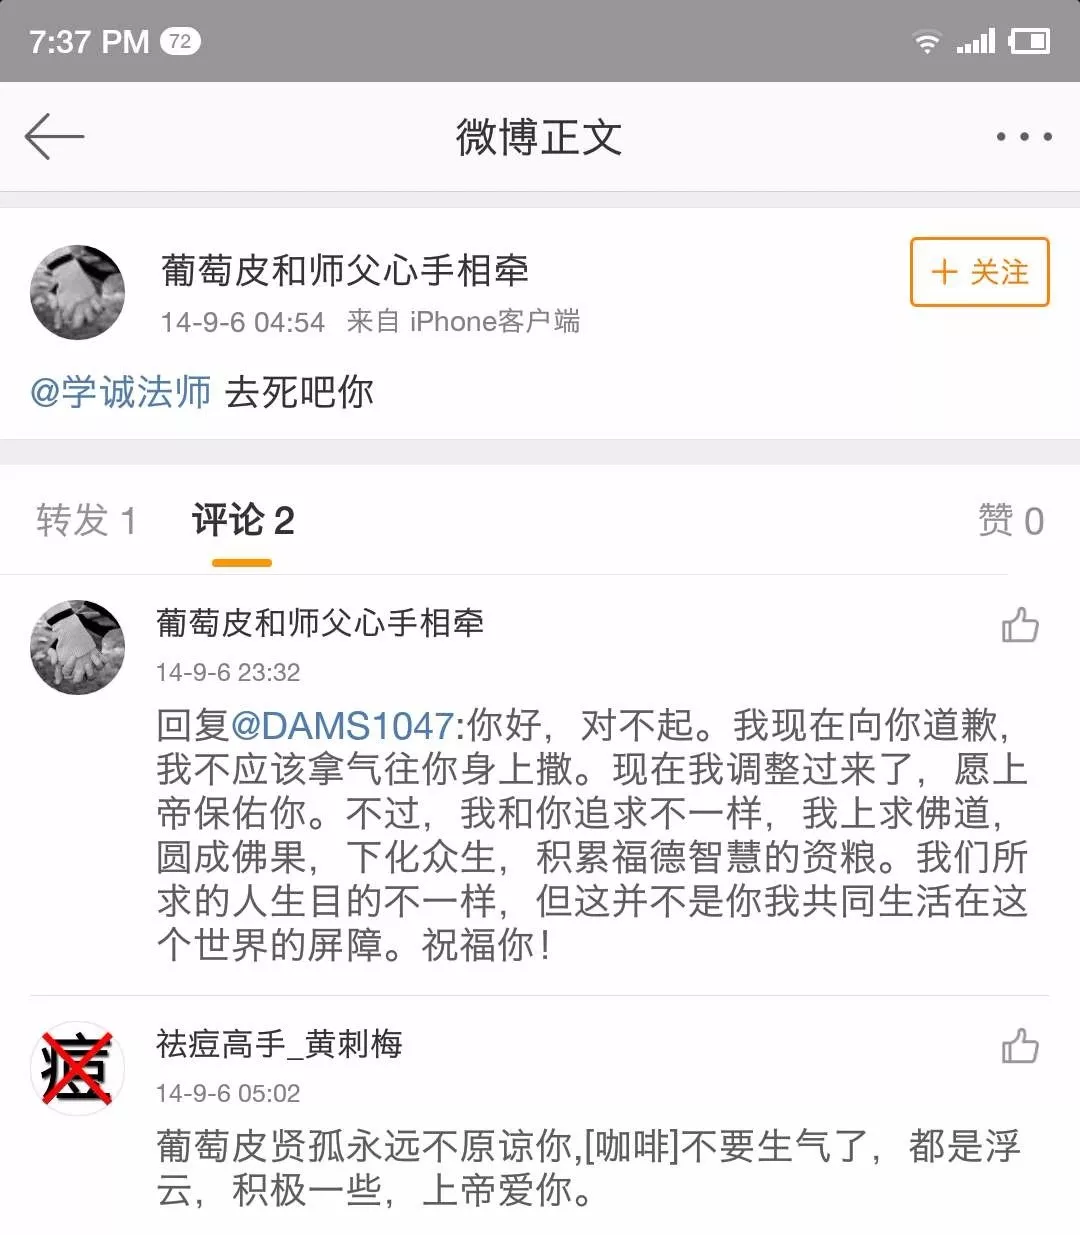 7:37 PM 72
微博正文
葡萄皮和师父心手相牵
+ 关注
14-9-6 04:54 来自 iPhone客户端
@学诚法师 去死吧你
转发 1 评论 2 赞 0
葡萄皮和师父心手相牵
14-9-6 23:32
回复@DAMS1047:你好，对不起。我现在向你道歉，
我不应该拿气往你身上撒。现在我调整过来了，愿上
帝保佑你。不过，我和你追求不一样，我上求佛道，
圆成佛果，下化众生，积累福德智慧的资粮。我们所
求的人生目的不一样，但这并不是你我共同生活在这
个世界的屏障。祝福你！
痘
祛痘高手_黄刺梅
14-9-6 05:02
葡萄皮贤孤永远不原谅你,[咖啡]不要生气了，都是浮
云，积极一些，上帝爱你。